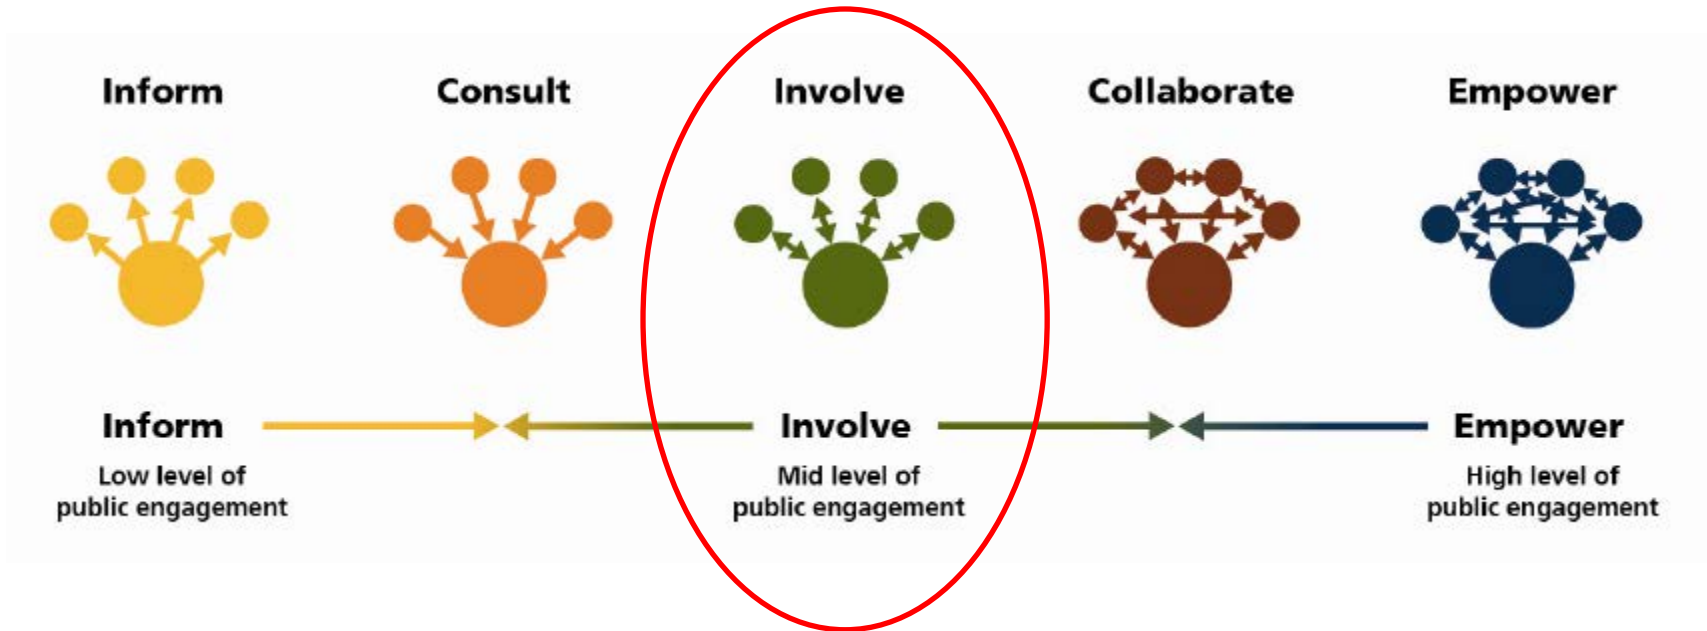 Inform
Consult
Involve
Collaborate
Empower
Inform
Low level of
public engagement
Involve
Mid level of
public engagement
Empower
High level of
public engagement